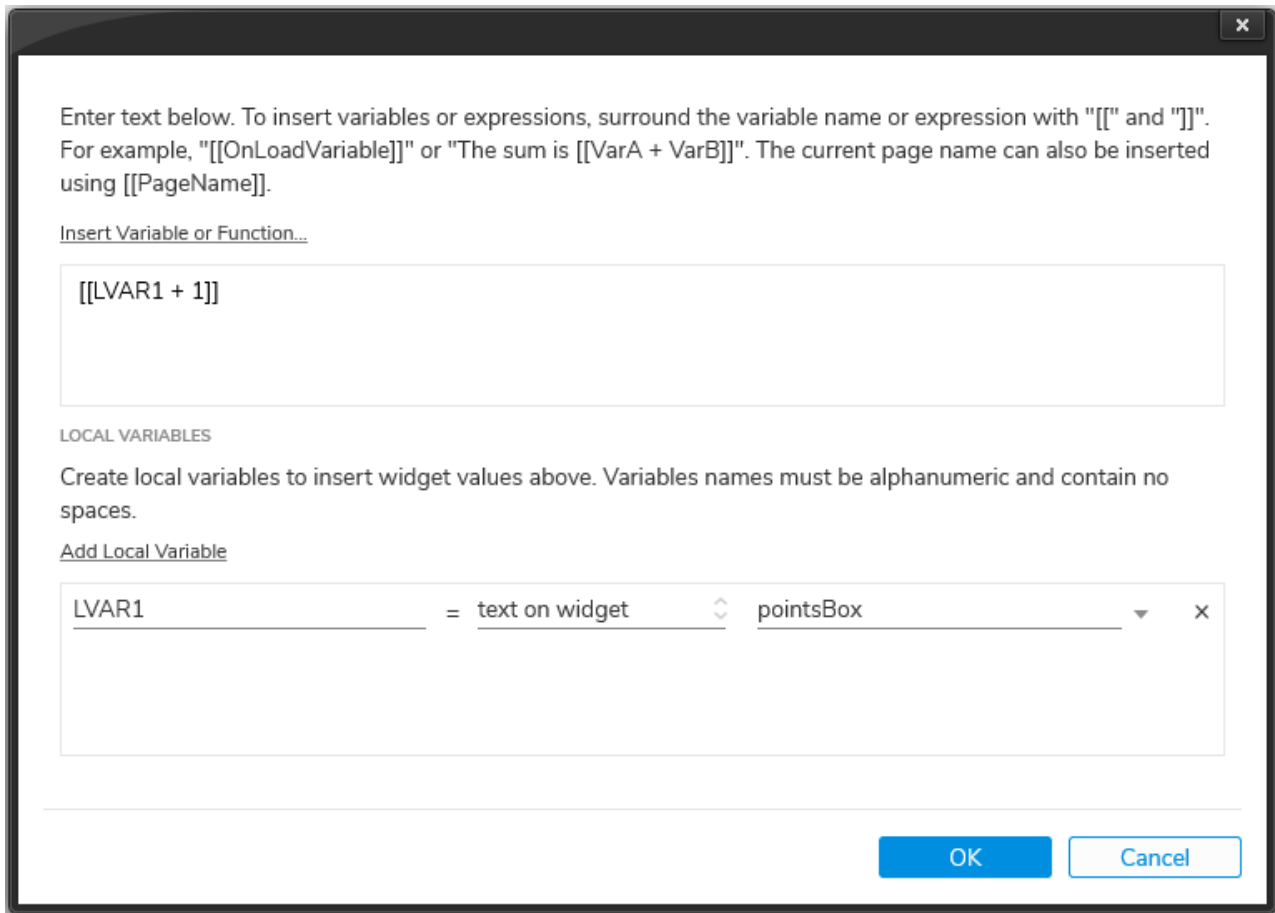 Enter text below. To insert variables or expressions, surround the variable name or expression with "[[" and "]]".
For example, "[[OnLoadVariable]]" or "The sum is [[VarA + VarB]]". The current page name can also be inserted
using [[PageName]].
Insert Variable or Function...
[[LVAR1 + 1]]
LOCAL VARIABLES
Create local variables to insert widget values above. Variables names must be alphanumeric and contain no
spaces.
Add Local Variable
LVAR1 = text on widget pointsBox
OK Cancel